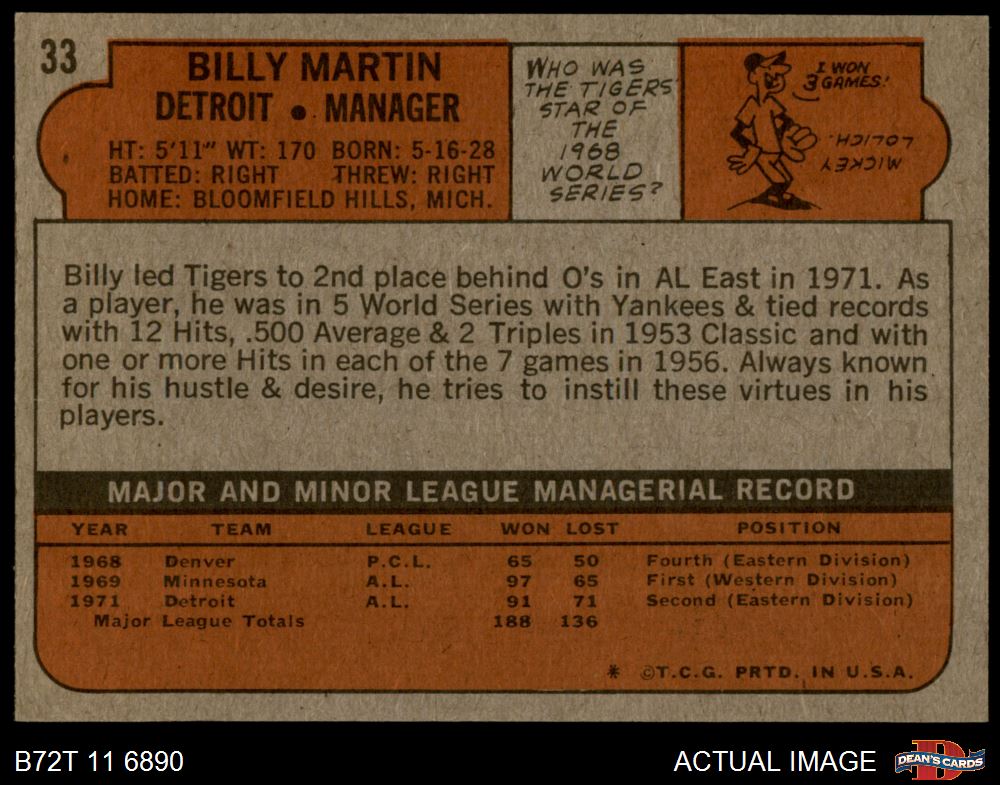 33
BILLY MARTIN
DETROIT • MANAGER
HT: 5'11" WT: 170 BORN: 5-16-28
BATTED: RIGHT THREW: RIGHT
HOME: BLOOMFIELD HILLS, MICH.
WHO WAS
THE TIGERS'
STAR OF
THE
1968
WORLD
SERIES?
I WON
3 GAMES!
MICKEY
LOLICH.
Billy led Tigers to 2nd place behind O's in AL East in 1971. As
a player, he was in 5 World Series with Yankees & tied records
with 12 Hits, .500 Average & 2 Triples in 1953 Classic and with
one or more Hits in each of the 7 games in 1956. Always known
for his hustle & desire, he tries to instill these virtues in his
players.
MAJOR AND MINOR LEAGUE MANAGERIAL RECORD
YEAR TEAM LEAGUE WON LOST POSITION
1968 Denver P.C.L. 65 50 Fourth (Eastern Division)
1969 Minnesota A.L. 97 65 First (Western Division)
1971 Detroit A.L. 91 71 Second (Eastern Division)
Major League Totals 188 136
* ©T.C.G. PRTD. IN U.S.A.
B72T 11 6890
ACTUAL IMAGE
D
DEAN'S CARDS